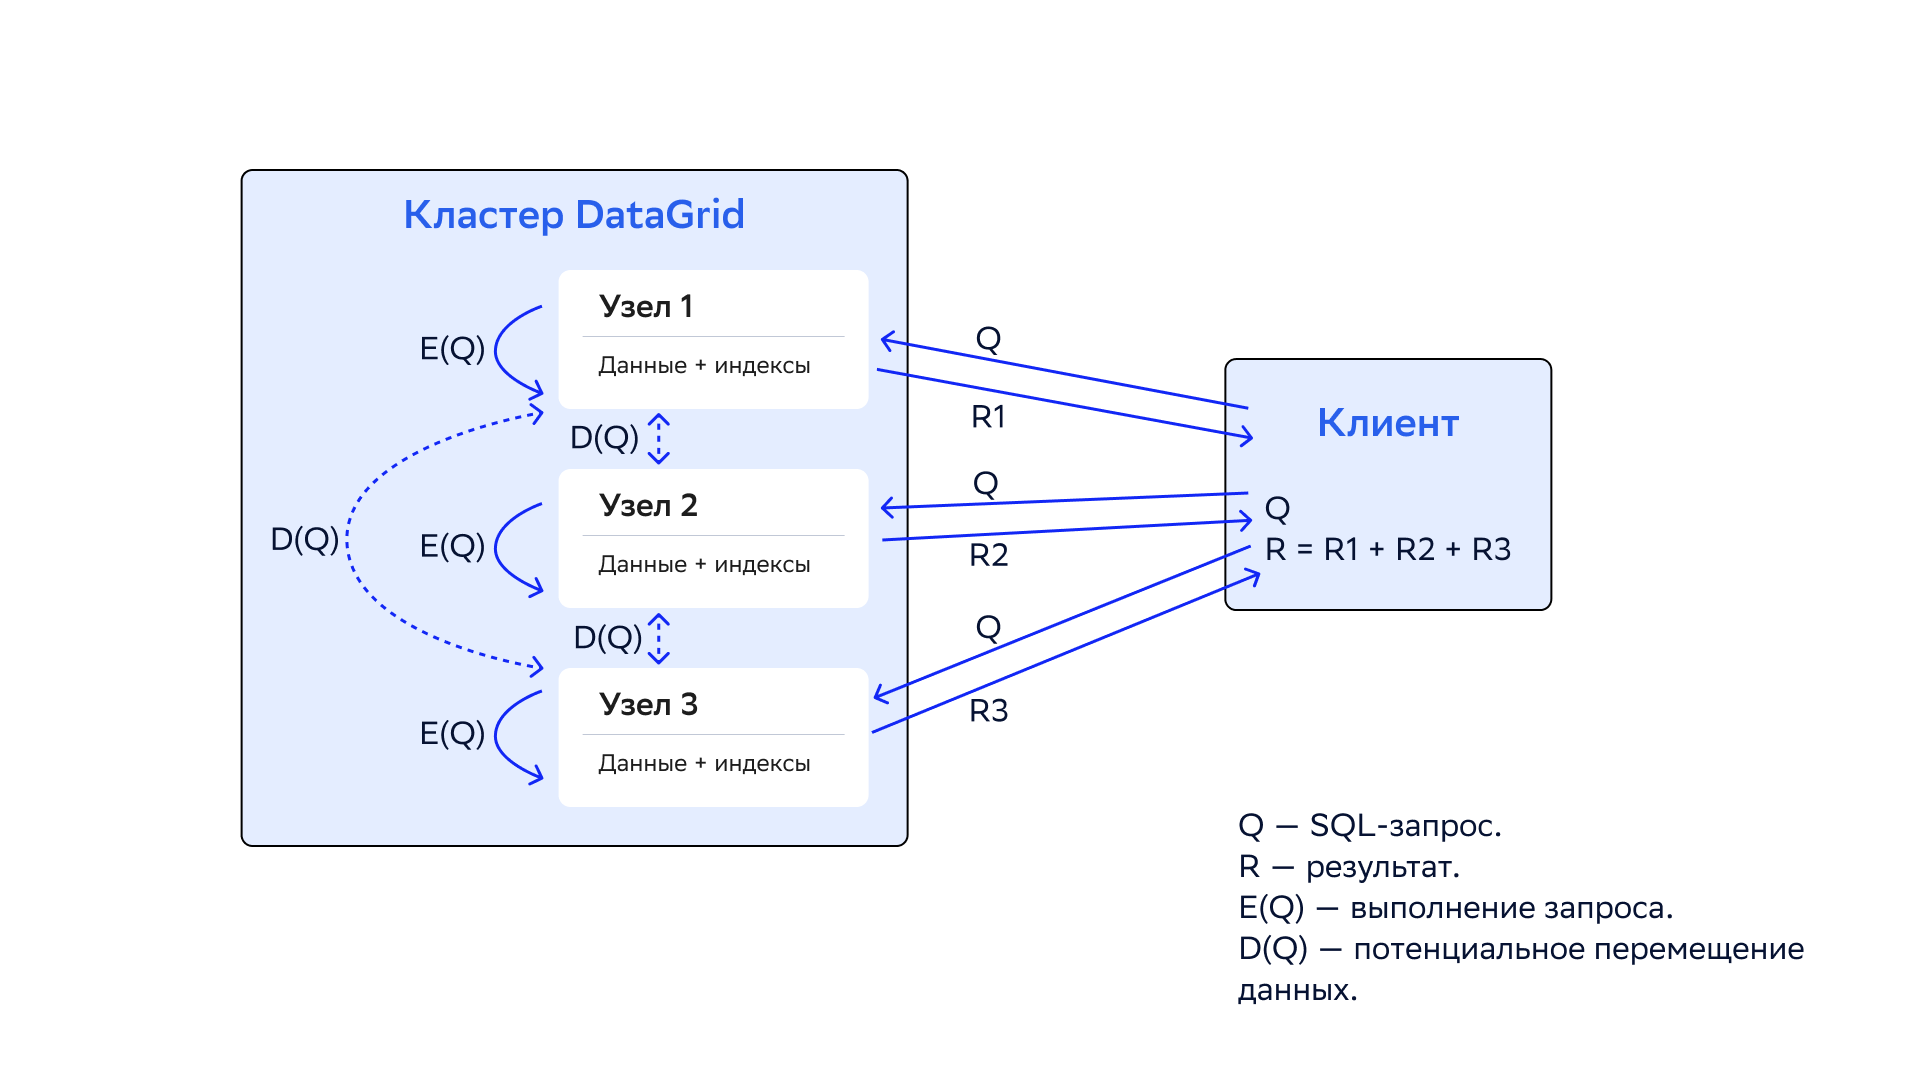 Кластер DataGrid
Узел 1
Данные + индексы
E(Q)
D(Q)
Узел 2
Данные + индексы
E(Q)
D(Q)
D(Q)
Узел 3
Данные + индексы
E(Q)
Q
R1
Q
R2
Q
R3
Клиент
Q
R = R1 + R2 + R3
Q — SQL-запрос.
R — результат.
E(Q) — выполнение запроса.
D(Q) — потенциальное перемещение
данных.